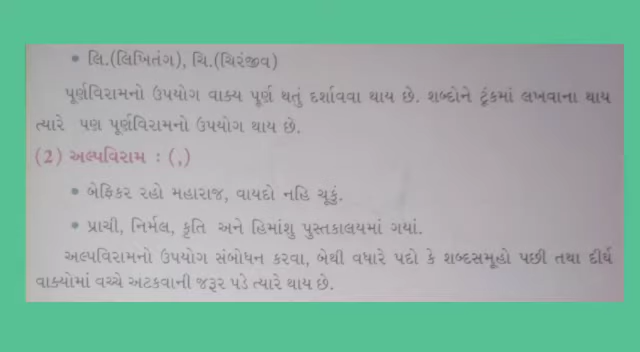 • લિ.(લિખિતંગ), ચિ.(ચિરંજીવ)
પૂર્ણવિરામનો ઉપયોગ વાક્ય પૂર્ણ થતું દર્શાવવા થાય છે. શબ્દોને ટૂંકમાં લખવાના થાય
ત્યારે પણ પૂર્ણવિરામનો ઉપયોગ થાય છે.
(2) અલ્પવિરામ : (,)
• બેફિકર રહો મહારાજ, વાયદો નહિ ચૂકું.
• પ્રાચી, નિર્મલ, કૃતિ અને હિમાંશુ પુસ્તકાલયમાં ગયાં.
અલ્પવિરામનો ઉપયોગ સંબોધન કરવા, બેથી વધારે પદો કે શબ્દસમૂહો પછી તથા દીર્ઘ
વાક્યોમાં વચ્ચે અટકવાની જરૂર પડે ત્યારે થાય છે.